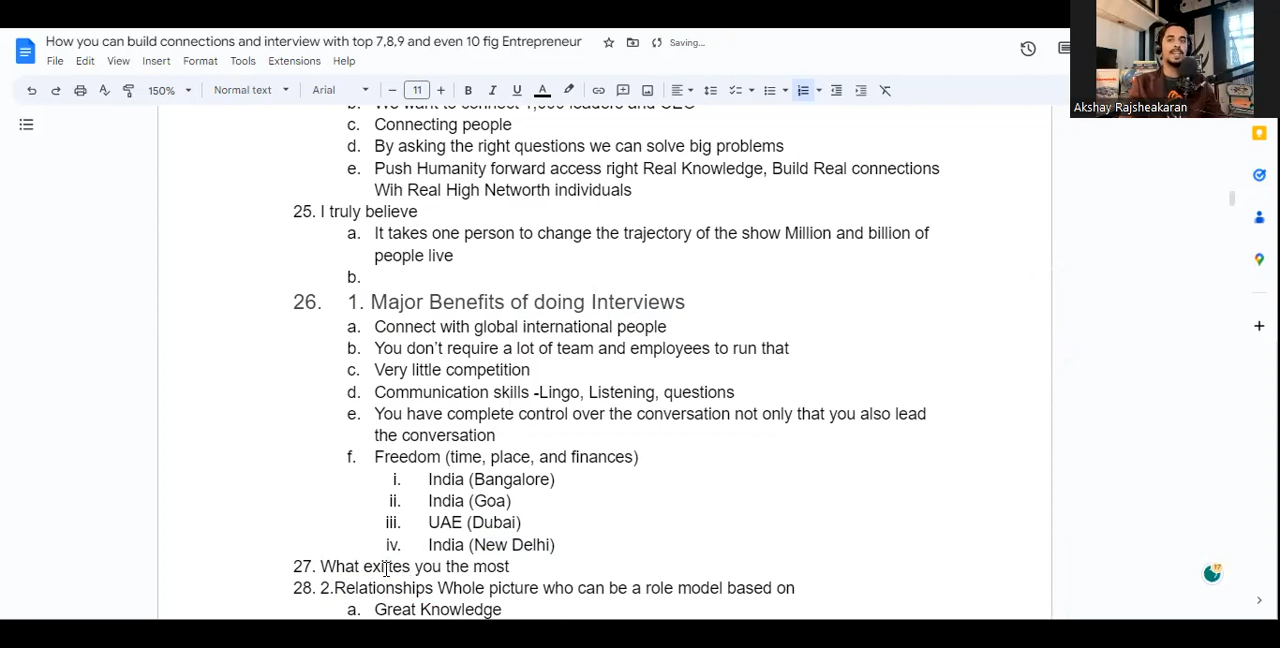 How you can build connections and interview with top 7,8,9 and even 10 fig Entrepreneur
Saving...
File Edit View Insert Format Tools Extensions Help
150% Normal text Arial 11
Akshay Rajsheakaran
c. Connecting people
d. By asking the right questions we can solve big problems
e. Push Humanity forward access right Real Knowledge, Build Real connections
Wih Real High Networth individuals
25. I truly believe
a. It takes one person to change the trajectory of the show Million and billion of
people live
b.
26. 1. Major Benefits of doing Interviews
a. Connect with global international people
b. You don't require a lot of team and employees to run that
c. Very little competition
d. Communication skills -Lingo, Listening, questions
e. You have complete control over the conversation not only that you also lead
the conversation
f. Freedom (time, place, and finances)
i. India (Bangalore)
ii. India (Goa)
iii. UAE (Dubai)
iv. India (New Delhi)
27. What exittes you the most
28. 2.Relationships Whole picture who can be a role model based on
a. Great Knowledge